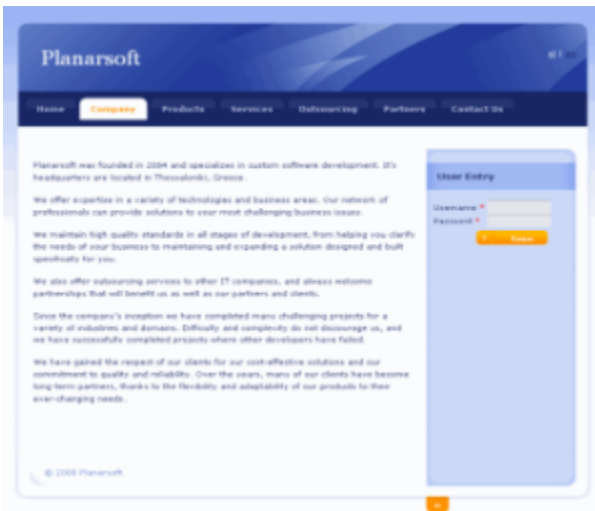 Planarsoft
el |
Home Company Products Services Outsourcing Partners Contact Us
Planarsoft was founded in 2004 and specializes in custom software development. It's
headquarters are located in Thessaloniki, Greece.
User Entry
We offer expertise in a variety of technologies and business areas. Our network of
professionals can provide solutions to your most challenging business issues.
Username *
Password *
We maintain high quality standards in all stages of development, from helping you clarify
the needs of your business to maintaining and expanding a solution designed and built
specifically for you.
We also offer outsourcing services to other IT companies, and always welcome
partnerships that will benefit us as well as our partners and clients.
Since the company's inception we have completed many challenging projects for a
variety of industries and domains. Difficulty and complexity do not discourage us, and
we have successfully completed projects where other developers have failed.
We have gained the respect of our clients for our cost-effective solutions and our
commitment to quality and reliability. Over the years, many of our clients have become
long-term partners, thanks to the flexibility and adaptability of our products to their
ever-changing needs.
© 2008 Planarsoft